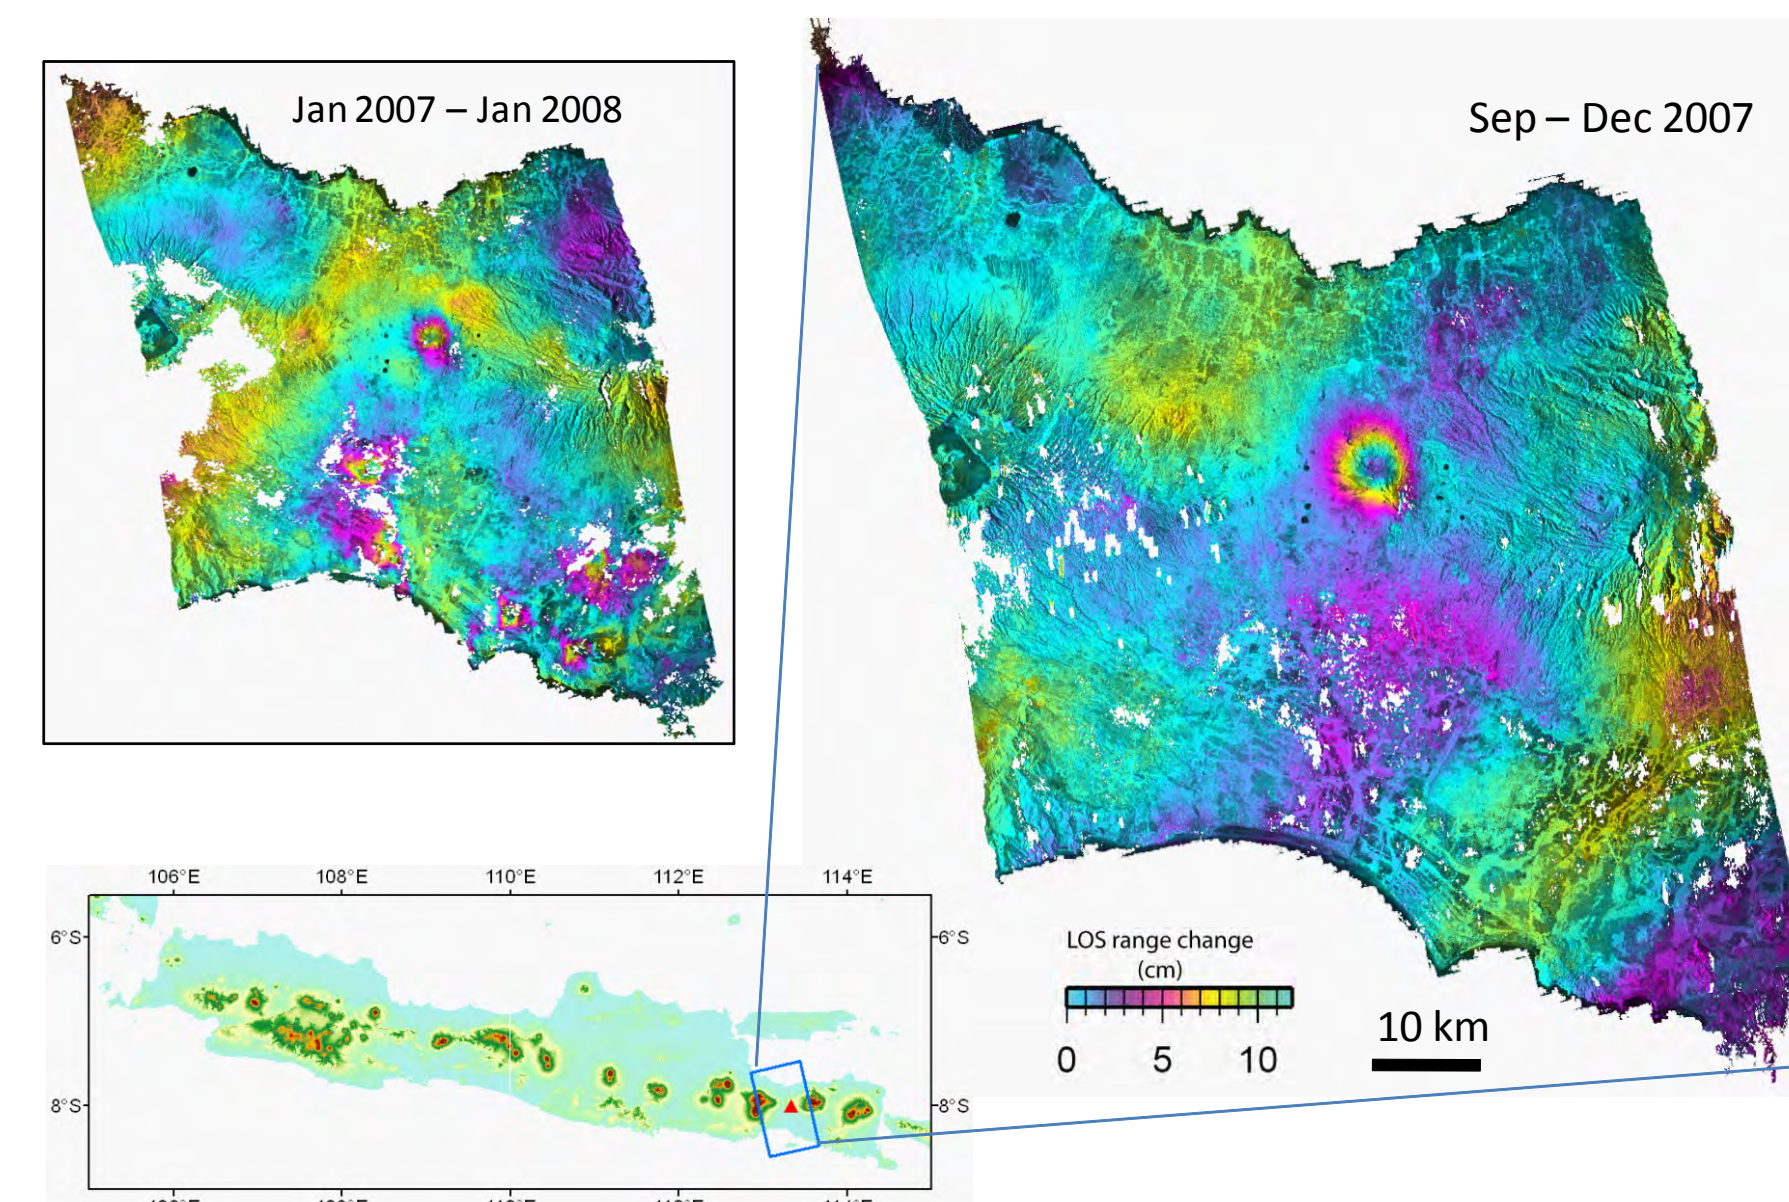 Jan 2007 – Jan 2008
Sep – Dec 2007
106°E 108°E 110°E 112°E 114°E
6°S 6°S
8°S 8°S
LOS range change
(cm)
0 5 10
10 km